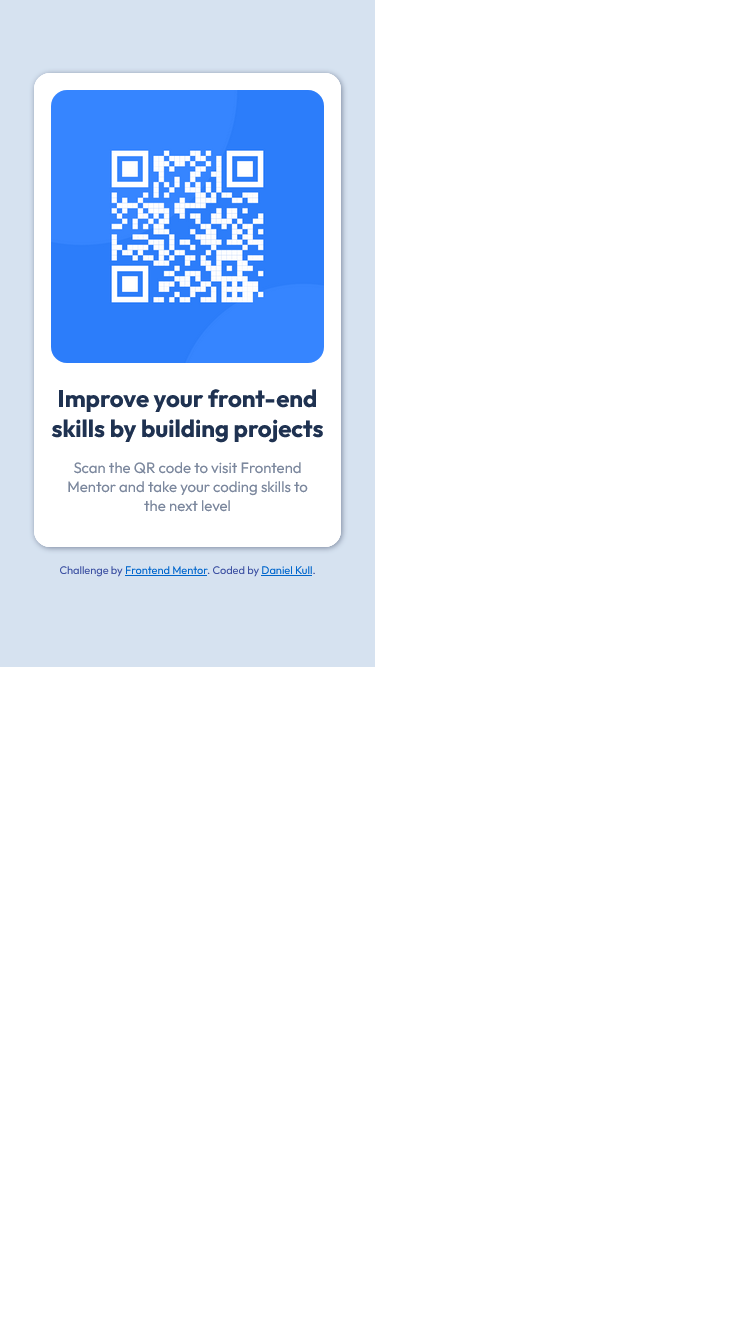 Improve your front-end
skills by building projects
Scan the QR code to visit Frontend
Mentor and take your coding skills to
the next level
Challenge by Frontend Mentor. Coded by Daniel Kull.